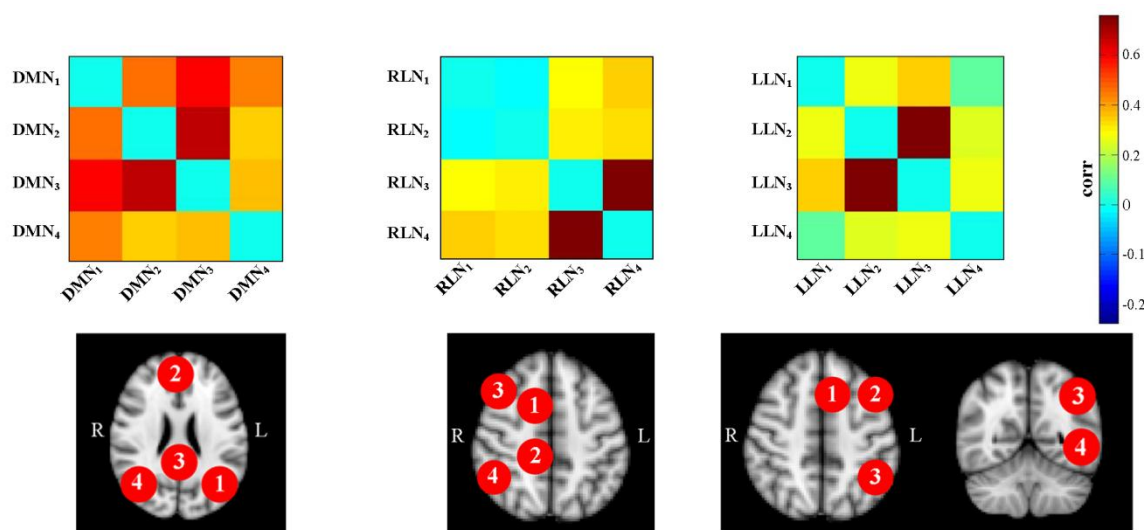 DMN₁
DMN₂
DMN₃
DMN₄
DMN₁ DMN₂ DMN₃ DMN₄
RLN₁
RLN₂
RLN₃
RLN₄
RLN₁ RLN₂ RLN₃ RLN₄
LLN₁
LLN₂
LLN₃
LLN₄
LLN₁ LLN₂ LLN₃ LLN₄
0.6
0.4
0.2
0
-0.1
-0.2
corr
2
R L
3
4 1
3
1
R L
2
4
1 2
R L
3
3
4